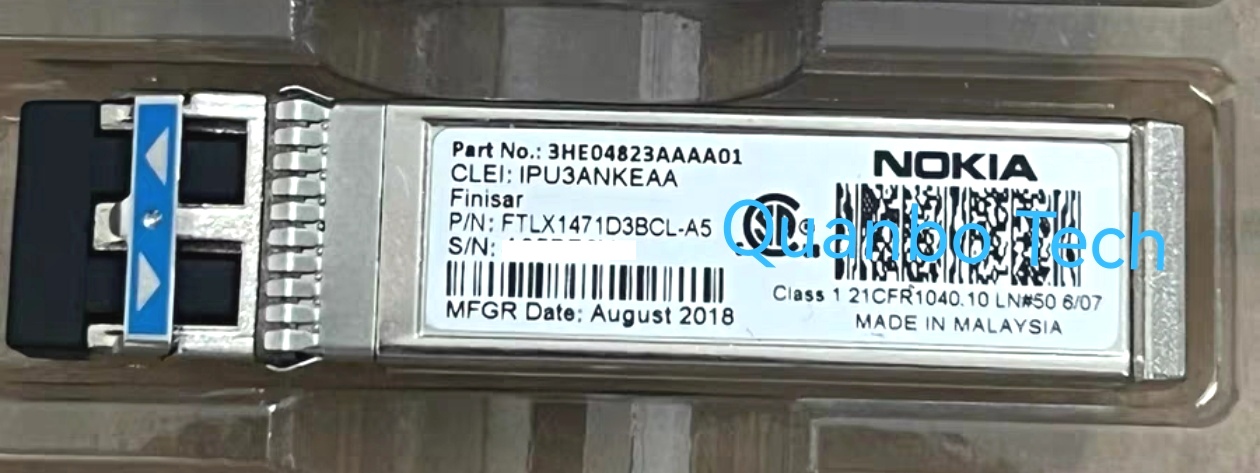 Part No.: 3HE04823AAAA01
CLEI: IPU3ANKEAA
Finisar
P/N: FTLX1471D3BCL-A5
S/N:
MFGR Date: August 2018
NOKIA
Quanbo Tech
Class 1 21CFR1040.10 LN#50 6/07
MADE IN MALAYSIA